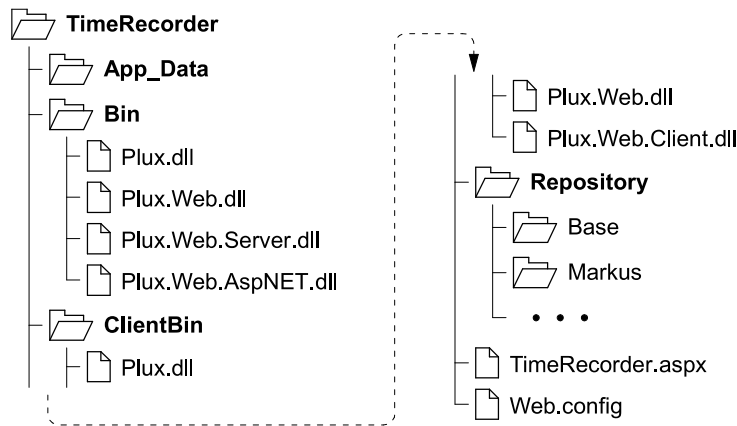 TimeRecorder
App_Data
Bin
Plux.dll
Plux.Web.dll
Plux.Web.Server.dll
Plux.Web.AspNET.dll
ClientBin
Plux.dll
Plux.Web.dll
Plux.Web.Client.dll
Repository
Base
Markus
• • •
TimeRecorder.aspx
Web.config